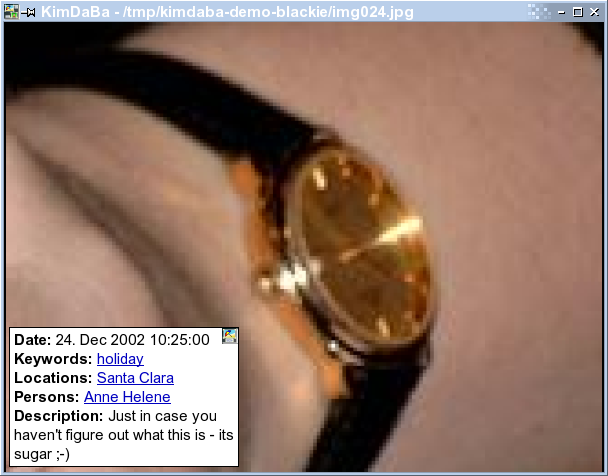 KimDaBa - /tmp/kimdaba-demo-blackie/img024.jpg
Date: 24. Dec 2002 10:25:00
Keywords: holiday
Locations: Santa Clara
Persons: Anne Helene
Description: Just in case you
haven't figure out what this is - its
sugar ;-)